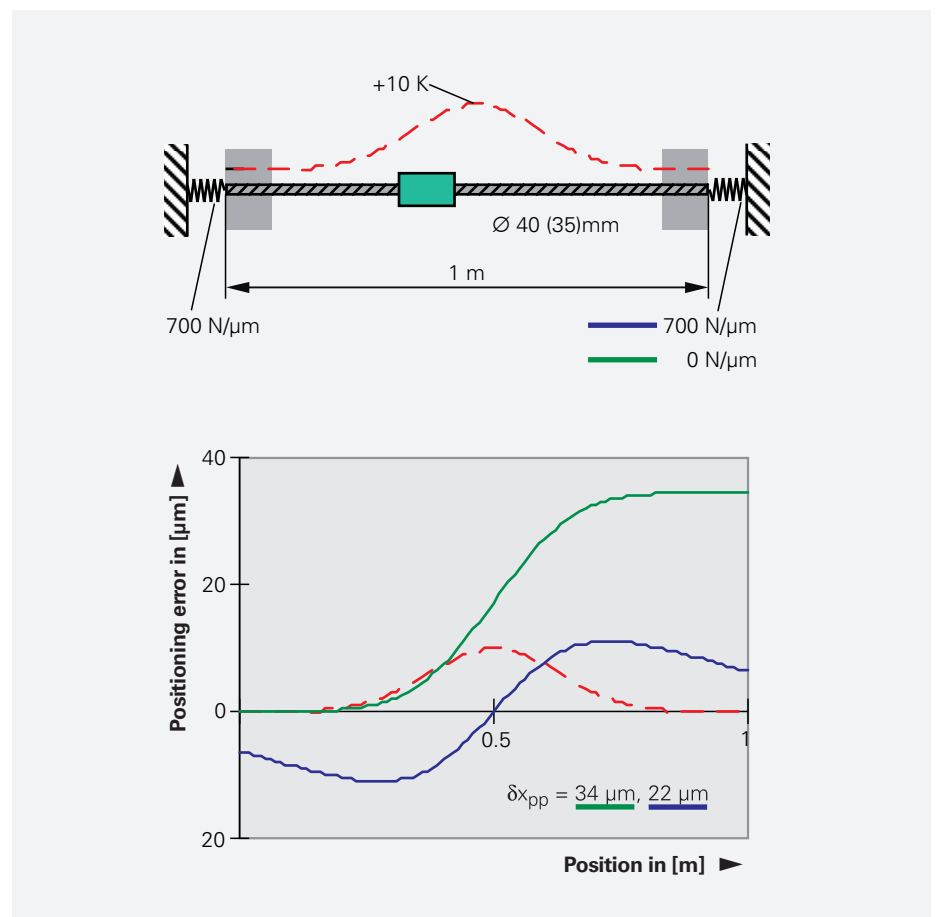 +10 K
Ø 40 (35)mm
1 m
700 N/µm
700 N/µm
0 N/µm
40
20
0
20
0.5
1
Positioning error in [µm]
δxpp = 34 µm, 22 µm
Position in [m]